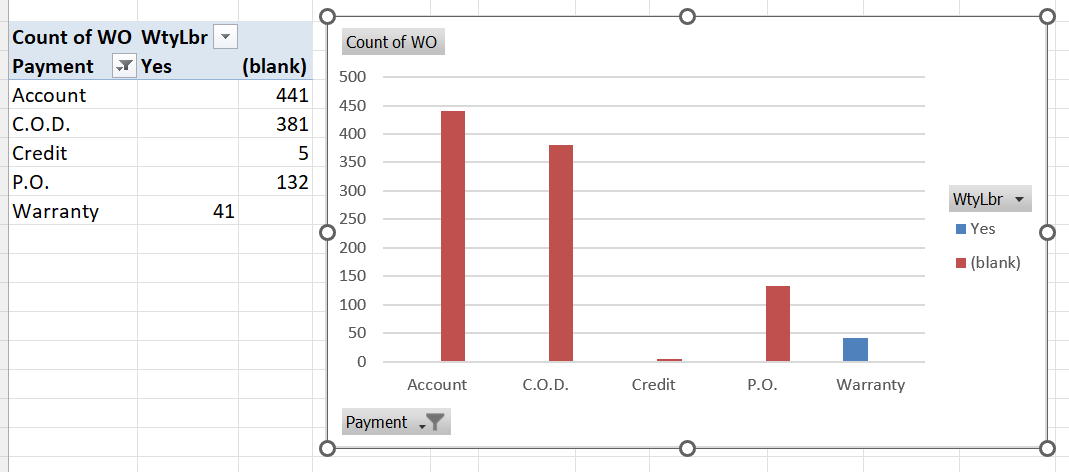 Count of WO WtyLbr
Payment Yes (blank)
Account 441
C.O.D. 381
Credit 5
P.O. 132
Warranty 41
Count of WO
500
450
400
350
300
250
200
150
100
50
0
Account C.O.D. Credit P.O. Warranty
Payment
WtyLbr
Yes
(blank)